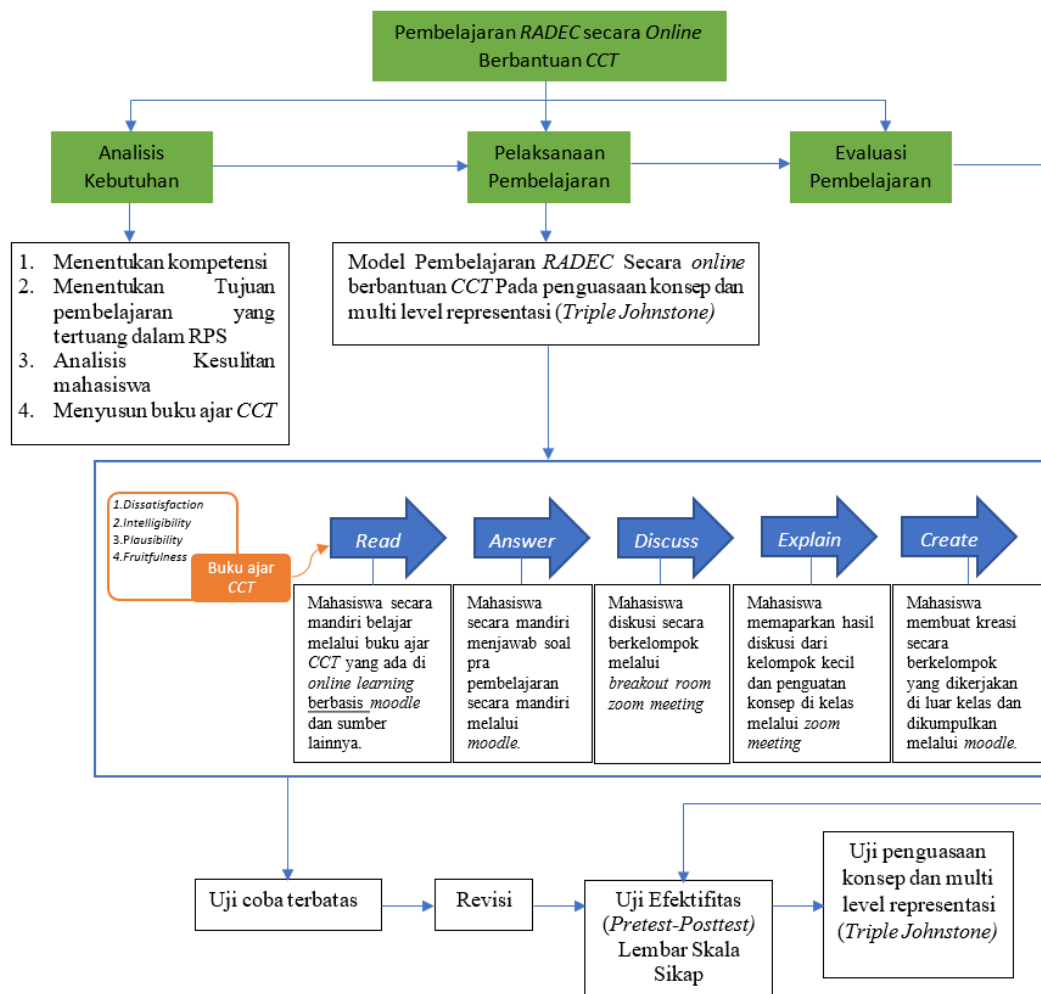 Pembelajaran RADEC secara Online
Berbantuan CCT
Analisis
Kebutuhan
Pelaksanaan
Pembelajaran
Evaluasi
Pembelajaran
1. Menentukan kompetensi
2. Menentukan Tujuan
pembelajaran yang
tertuang dalam RPS
3. Analisis Kesulitan
mahasiswa
4. Menyusun buku ajar CCT
Model Pembelajaran RADEC Secara online
berbantuan CCT Pada penguasaan konsep dan
multi level representasi (Triple Johnstone)
1.Dissatisfaction
2.Intelligibility
3.Plausibility
4.Fruitfulness
Buku ajar
CCT
Read
Answer
Discuss
Explain
Create
Mahasiswa secara
mandiri belajar
melalui buku ajar
CCT yang ada di
online learning
berbasis moodle
dan sumber
lainnya.
Mahasiswa
secara mandiri
menjawab soal
pra
pembelajaran
secara mandiri
melalui
moodle.
Mahasiswa
diskusi secara
berkelompok
melalui
breakout room
zoom meeting
Mahasiswa
memaparkan hasil
diskusi dari
kelompok kecil
dan penguatan
konsep di kelas
melalui zoom
meeting
Mahasiswa
membuat kreasi
secara
berkelompok
yang dikerjakan
di luar kelas dan
dikumpulkan
melalui moodle.
Uji coba terbatas
Revisi
Uji Efektifitas
(Pretest-Posttest)
Lembar Skala
Sikap
Uji penguasaan
konsep dan multi
level representasi
(Triple Johnstone)